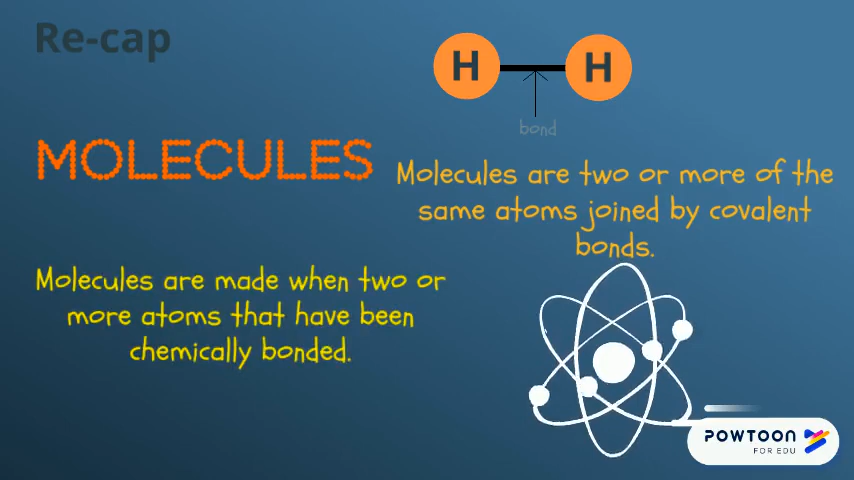 Re-cap
H H
bond
MOLECULES
Molecules are two or more of the
same atoms joined by covalent
bonds.
Molecules are made when two or
more atoms that have been
chemically bonded.
POWTOON
FOR EDU